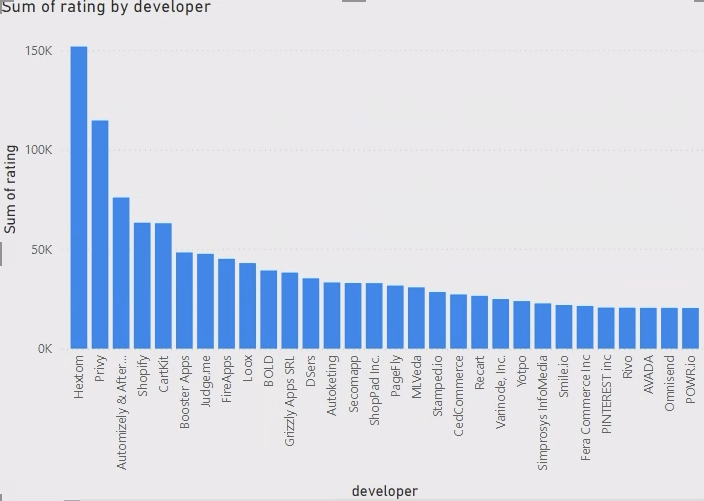 Sum of rating by developer
Sum of rating
150K
100K
50K
0K
Hextom
Privy
Automizely & After...
Shopify
CartKit
Booster Apps
Judge.me
FireApps
Loox
BOLD
Grizzly Apps SRL
DSers
Autoketing
Secomapp
ShopPad Inc.
PageFly
MLVeda
Stamped.io
CedCommerce
Recart
Varinode, Inc.
Yotpo
Simprosys InfoMedia
Smile.io
Fera Commerce Inc
PINTEREST inc
Rivo
AVADA
Omnisend
POWR.io
developer